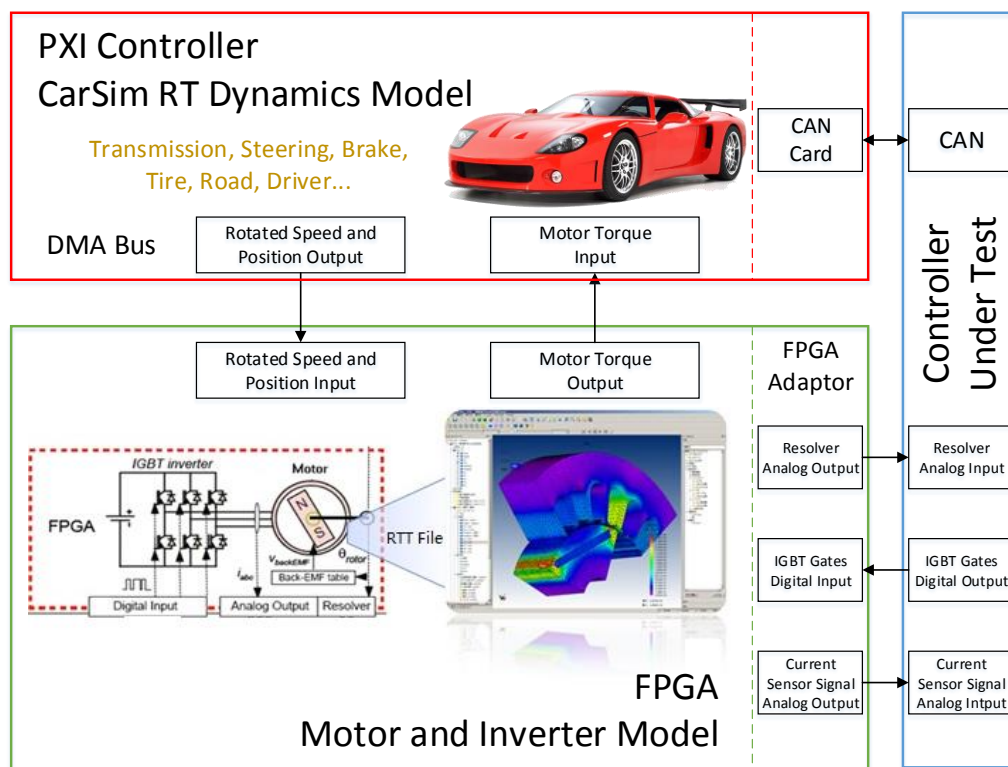 PXI Controller
CarSim RT Dynamics Model
Transmission, Steering, Brake,
Tire, Road, Driver...
DMA Bus
Rotated Speed and
Position Output
Motor Torque
Input
CAN
Card
CAN
Controller
Under Test
Rotated Speed and
Position Input
Motor Torque
Output
FPGA
Adaptor
Resolver
Analog Output
Resolver
Analog Input
IGBT Gates
Digital Input
IGBT Gates
Digital Output
Current
Sensor Signal
Analog Output
Current
Sensor Signal
Analog Intput
IGBT inverter
Motor
FPGA
N
S
RTT File
VbackEMF
θrotor
iabc
Back-EMF table
Digital Input
Analog Output
Resolver
FPGA
Motor and Inverter Model